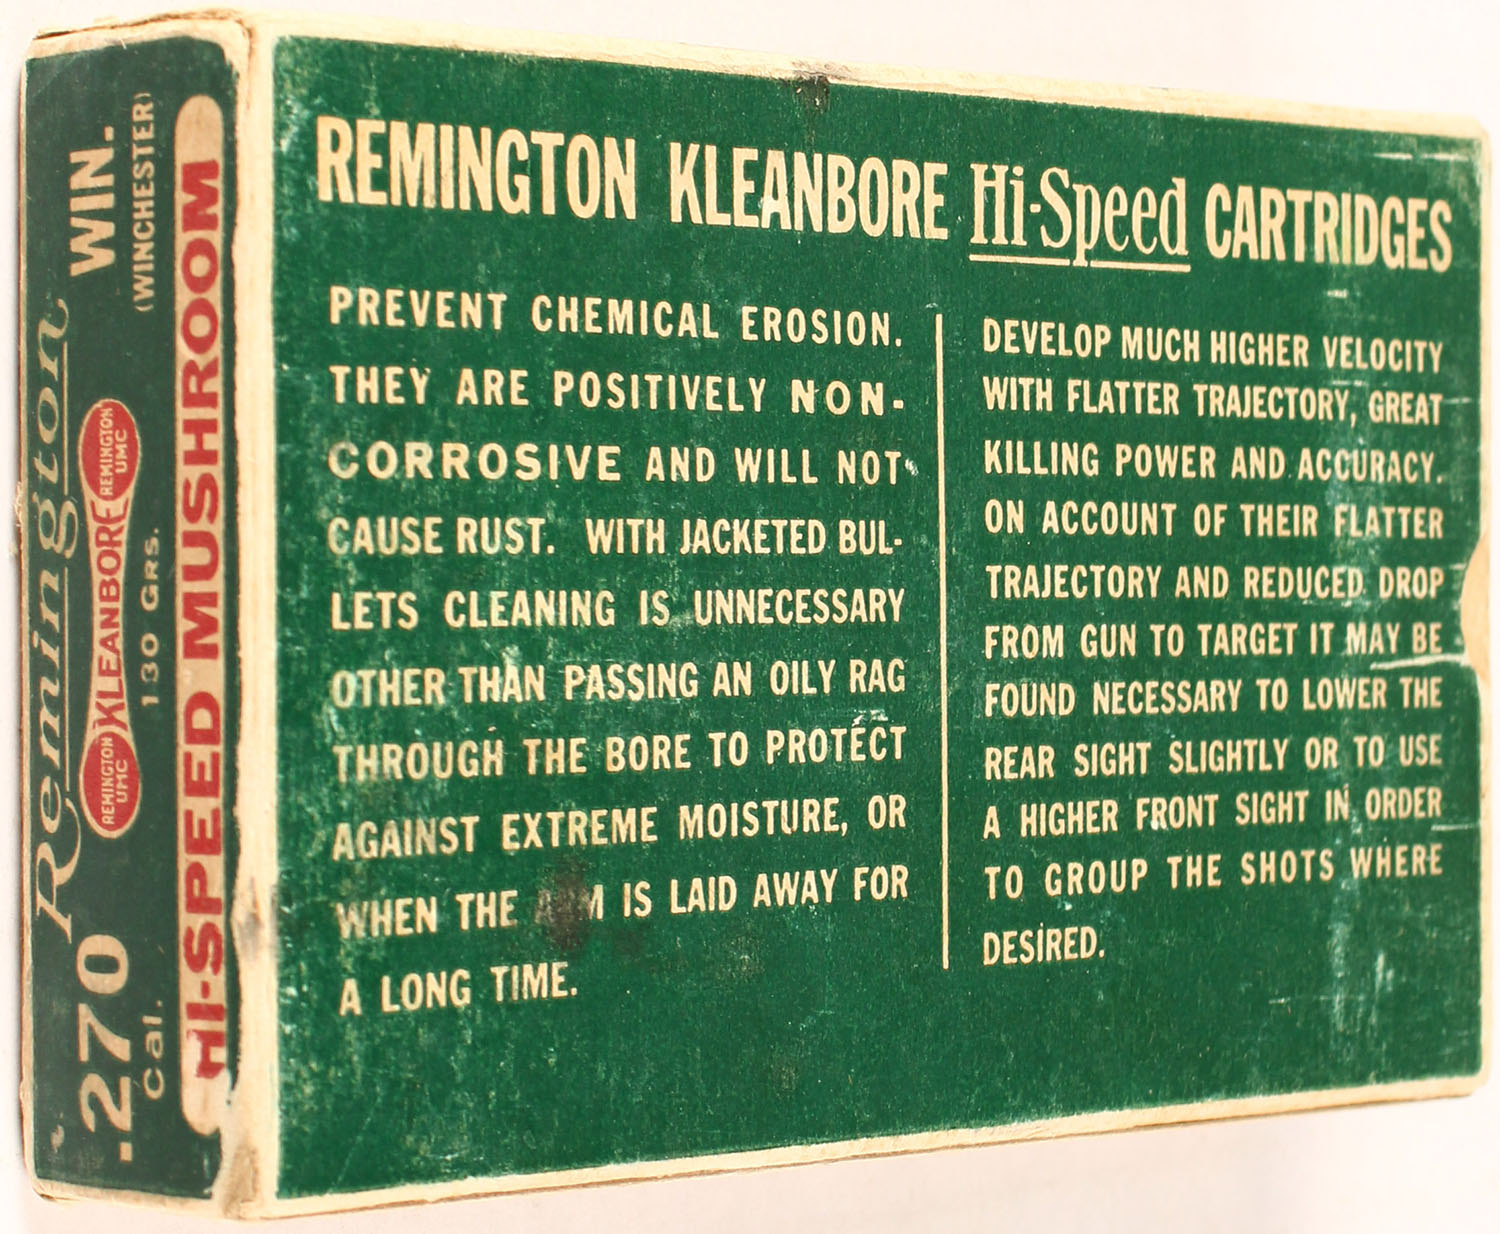 REMINGTON KLEANBORE Hi-Speed CARTRIDGES
PREVENT CHEMICAL EROSION.
THEY ARE POSITIVELY NON-
CORROSIVE AND WILL NOT
CAUSE RUST. WITH JACKETED BUL-
LETS CLEANING IS UNNECESSARY
OTHER THAN PASSING AN OILY RAG
THROUGH THE BORE TO PROTECT
AGAINST EXTREME MOISTURE, OR
WHEN THE IS LAID AWAY FOR
A LONG TIME.
DEVELOP MUCH HIGHER VELOCITY
WITH FLATTER TRAJECTORY, GREAT
KILLING POWER AND ACCURACY.
ON ACCOUNT OF THEIR FLATTER
TRAJECTORY AND REDUCED DROP
FROM GUN TO TARGET IT MAY BE
FOUND NECESSARY TO LOWER THE
REAR SIGHT SLIGHTLY OR TO USE
A HIGHER FRONT SIGHT IN ORDER
TO GROUP THE SHOTS WHERE
DESIRED.
Remington
.270 WIN.
Cal. (WINCHESTER)
REMINGTON UMC KLEANBORE REMINGTON UMC
130 Grs.
HI-SPEED MUSHROOM